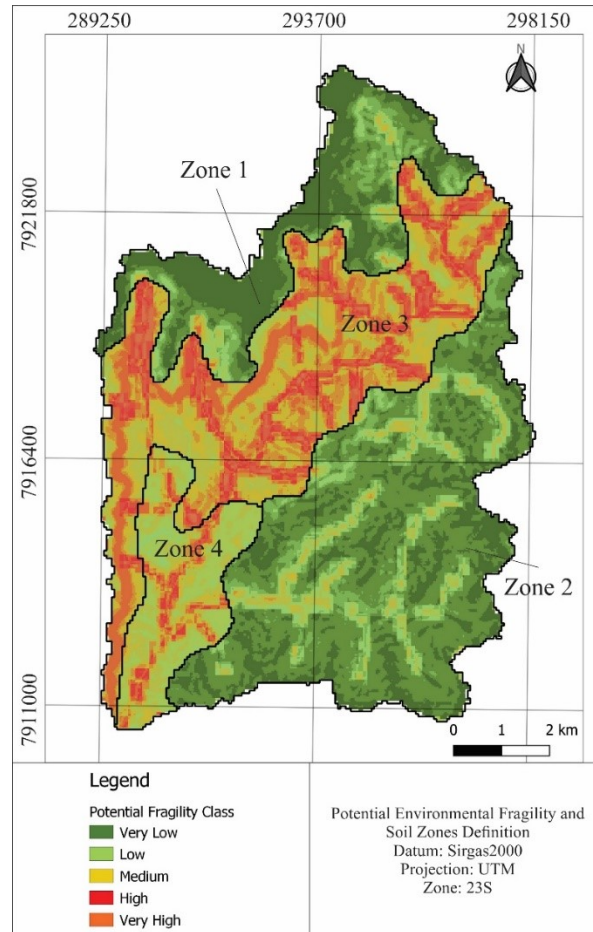 289250 293700 298150
N
Zone 1
7921800
Zone 3
7916400
Zone 4
Zone 2
7911000
0 1 2 km
Legend
Potential Fragility Class
Very Low
Low
Medium
High
Very High
Potential Environmental Fragility and
Soil Zones Definition
Datum: Sirgas2000
Projection: UTM
Zone: 23S